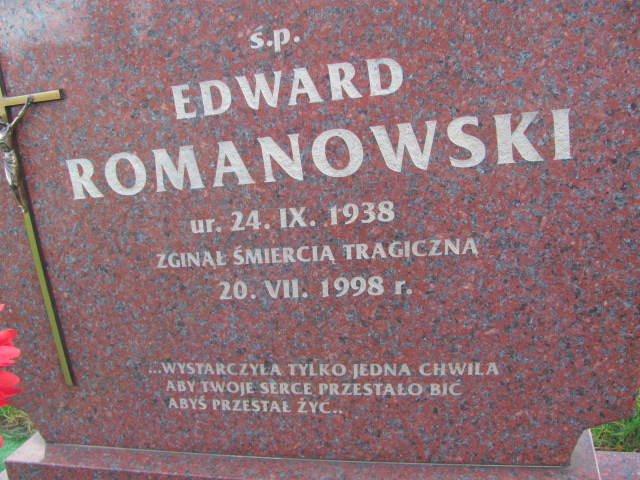 ś.p.
EDWARD
ROMANOWSKI
ur. 24. IX. 1938
ZGINĄŁ ŚMIERCIĄ TRAGICZNĄ
20. VII. 1998 r.
...WYSTARCZYŁA TYLKO JEDNA CHWILA
ABY TWOJE SERCE PRZESTAŁO BIĆ
ABYŚ PRZESTAŁ ŻYĆ...